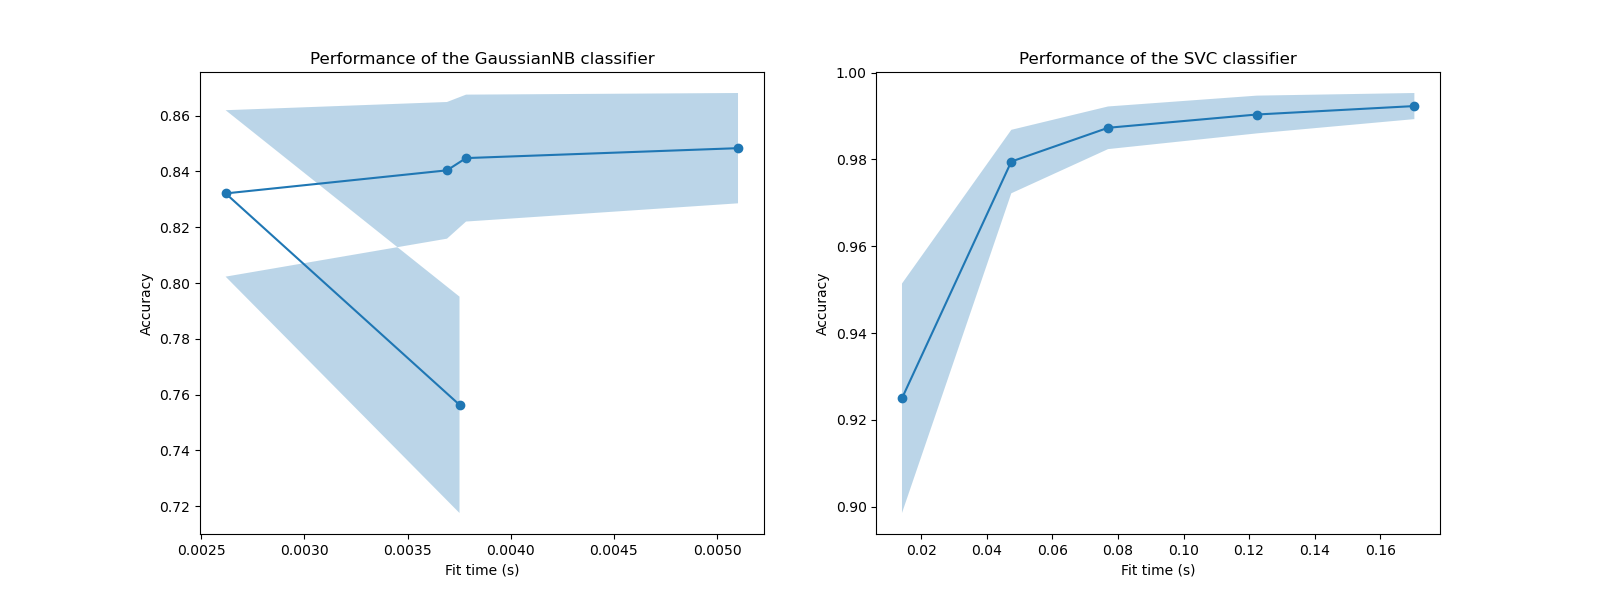 Performance of the GaussianNB classifier
Accuracy
0.86
0.84
0.82
0.80
0.78
0.76
0.74
0.72
0.0025 0.0030 0.0035 0.0040 0.0045 0.0050
Fit time (s)
Performance of the SVC classifier
Accuracy
1.00
0.98
0.96
0.94
0.92
0.90
0.02 0.04 0.06 0.08 0.10 0.12 0.14 0.16
Fit time (s)